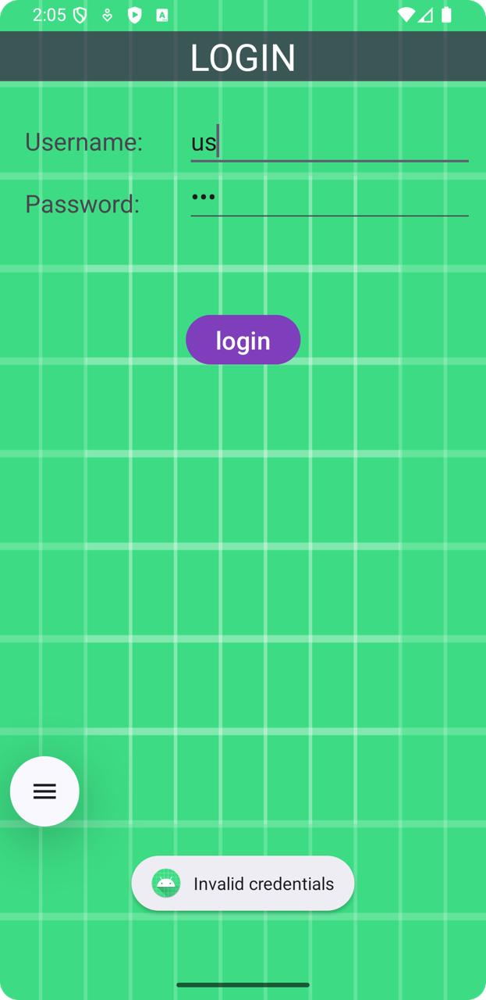 2:05
LOGIN
Username: us
Password: •••
login
Invalid credentials